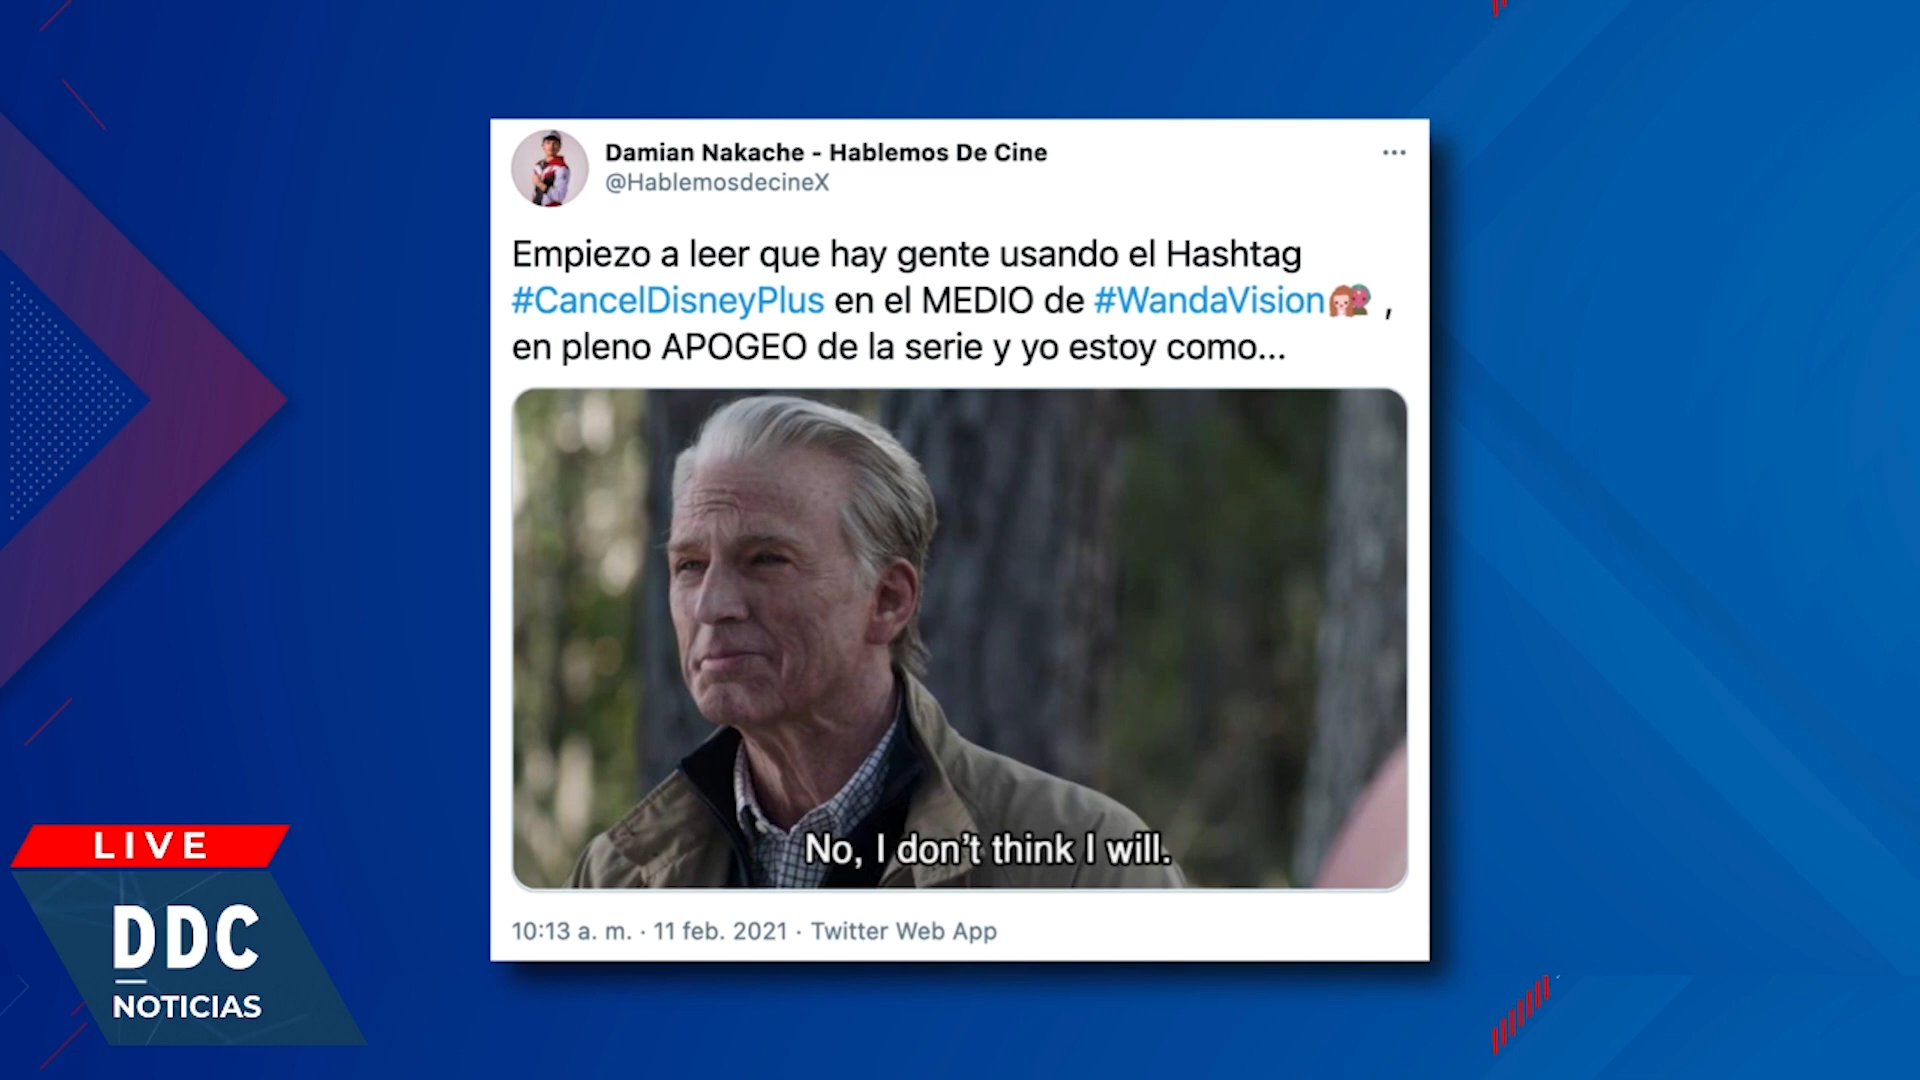 Damian Nakache - Hablemos De Cine
@HablemosdecineX
Empiezo a leer que hay gente usando el Hashtag
#CancelDisneyPlus en el MEDIO de #WandaVision ,
en pleno APOGEO de la serie y yo estoy como...
No, I don't think I will.
10:13 a. m. · 11 feb. 2021 · Twitter Web App
LIVE
DDC
NOTICIAS